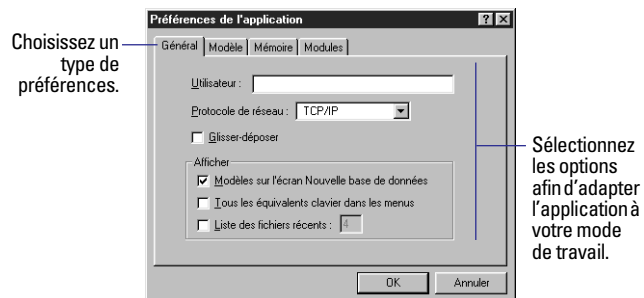 Préférences de l'application
Choisissez un
type de
préférences.
Général Modèle Mémoire Modules
Utilisateur :
Protocole de réseau : TCP/IP
Glisser-déposer
Afficher
Modèles sur l'écran Nouvelle base de données
Tous les équivalents clavier dans les menus
Liste des fichiers récents : 4
OK Annuler
Sélectionnez
les options
afin d'adapter
l'application à
votre mode
de travail.